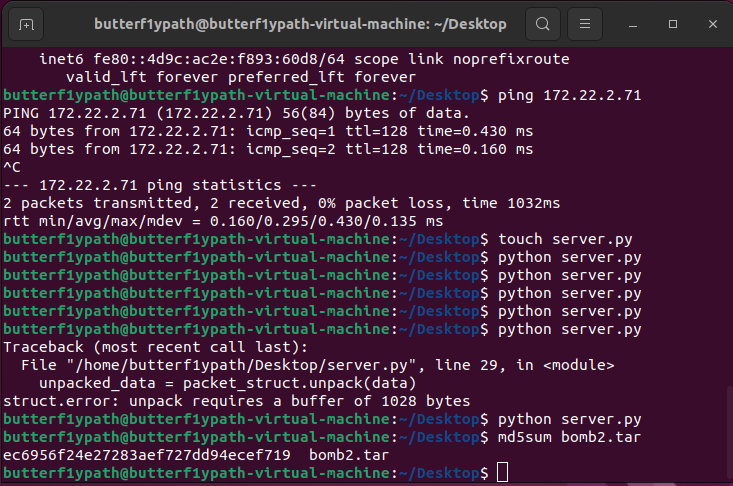 butterf1ypath@butterf1ypath-virtual-machine: ~/Desktop
inet6 fe80::4d9c:ac2e:f893:60d8/64 scope link noprefixroute
valid_lft forever preferred_lft forever
butterf1ypath@butterf1ypath-virtual-machine:~/Desktop$ ping 172.22.2.71
PING 172.22.2.71 (172.22.2.71) 56(84) bytes of data.
64 bytes from 172.22.2.71: icmp_seq=1 ttl=128 time=0.430 ms
64 bytes from 172.22.2.71: icmp_seq=2 ttl=128 time=0.160 ms
^C
--- 172.22.2.71 ping statistics ---
2 packets transmitted, 2 received, 0% packet loss, time 1032ms
rtt min/avg/max/mdev = 0.160/0.295/0.430/0.135 ms
butterf1ypath@butterf1ypath-virtual-machine:~/Desktop$ touch server.py
butterf1ypath@butterf1ypath-virtual-machine:~/Desktop$ python server.py
butterf1ypath@butterf1ypath-virtual-machine:~/Desktop$ python server.py
butterf1ypath@butterf1ypath-virtual-machine:~/Desktop$ python server.py
butterf1ypath@butterf1ypath-virtual-machine:~/Desktop$ python server.py
butterf1ypath@butterf1ypath-virtual-machine:~/Desktop$ python server.py
Traceback (most recent call last):
File "/home/butterf1ypath/Desktop/server.py", line 29, in <module>
unpacked_data = packet_struct.unpack(data)
struct.error: unpack requires a buffer of 1028 bytes
butterf1ypath@butterf1ypath-virtual-machine:~/Desktop$ python server.py
butterf1ypath@butterf1ypath-virtual-machine:~/Desktop$ md5sum bomb2.tar
ec6956f24e27283aef727dd94ecef719  bomb2.tar
butterf1ypath@butterf1ypath-virtual-machine:~/Desktop$